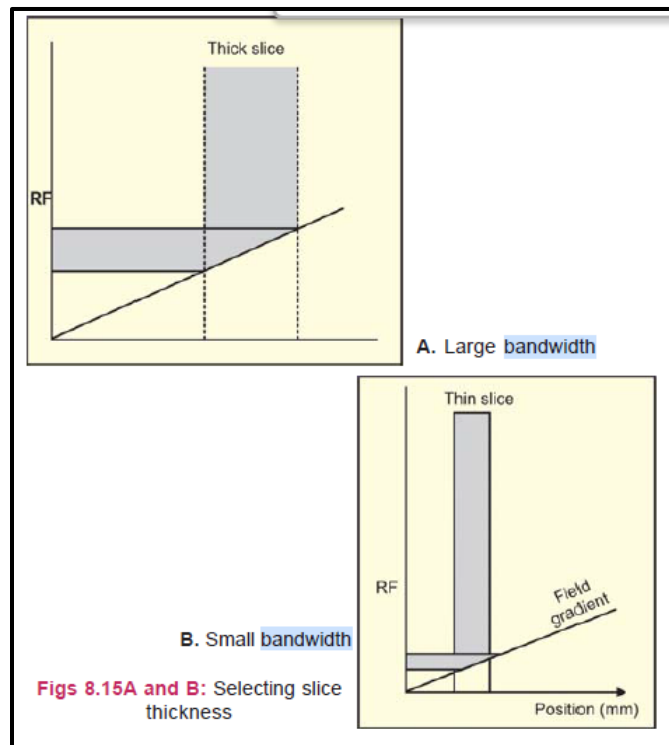 Thick slice
RF
A. Large bandwidth
Thin slice
RF
Field
gradient
Position (mm)
B. Small bandwidth
Figs 8.15A and B: Selecting slice
thickness